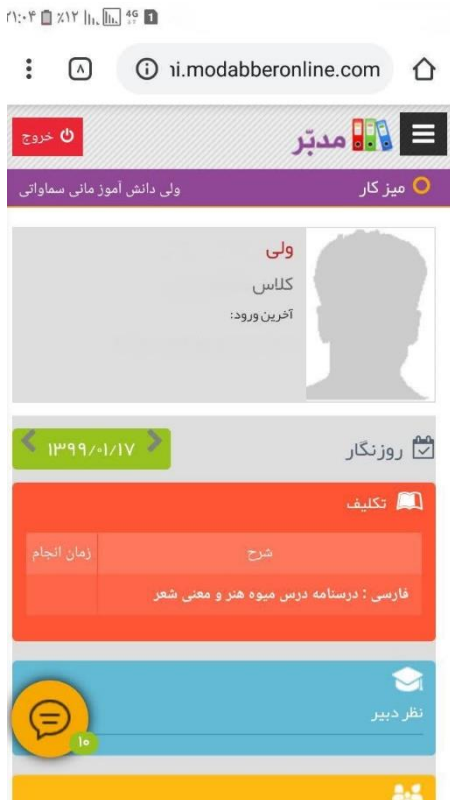 ۲۱:۰۴ ٪۱۲ 4G 1
۸ ni.modabberonline.com
مدبّر خروج
میز کار ولی دانش آموز مانی سماواتی
ولی
کلاس
آخرین ورود:
روزنگار ۱۳۹۹/۰۱/۱۷
تکلیف
شرح زمان انجام
فارسی : درسنامه درس میوه هنر و معنی شعر
نظر دبیر
۱۰